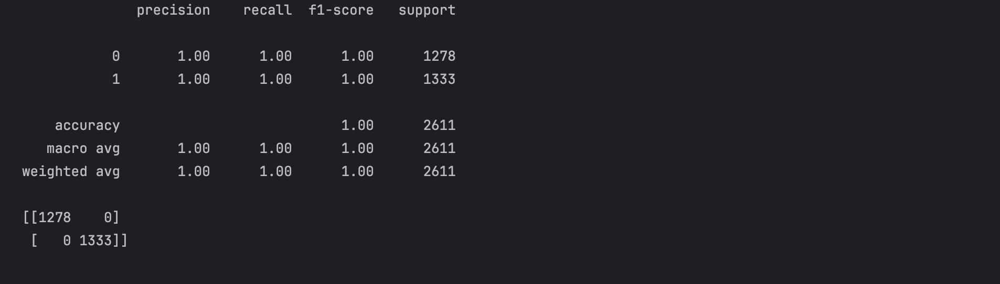 precision    recall  f1-score   support
0       1.00      1.00      1.00      1278
1       1.00      1.00      1.00      1333
accuracy                           1.00      2611
macro avg       1.00      1.00      1.00      2611
weighted avg       1.00      1.00      1.00      2611
[[1278    0]
[   0 1333]]